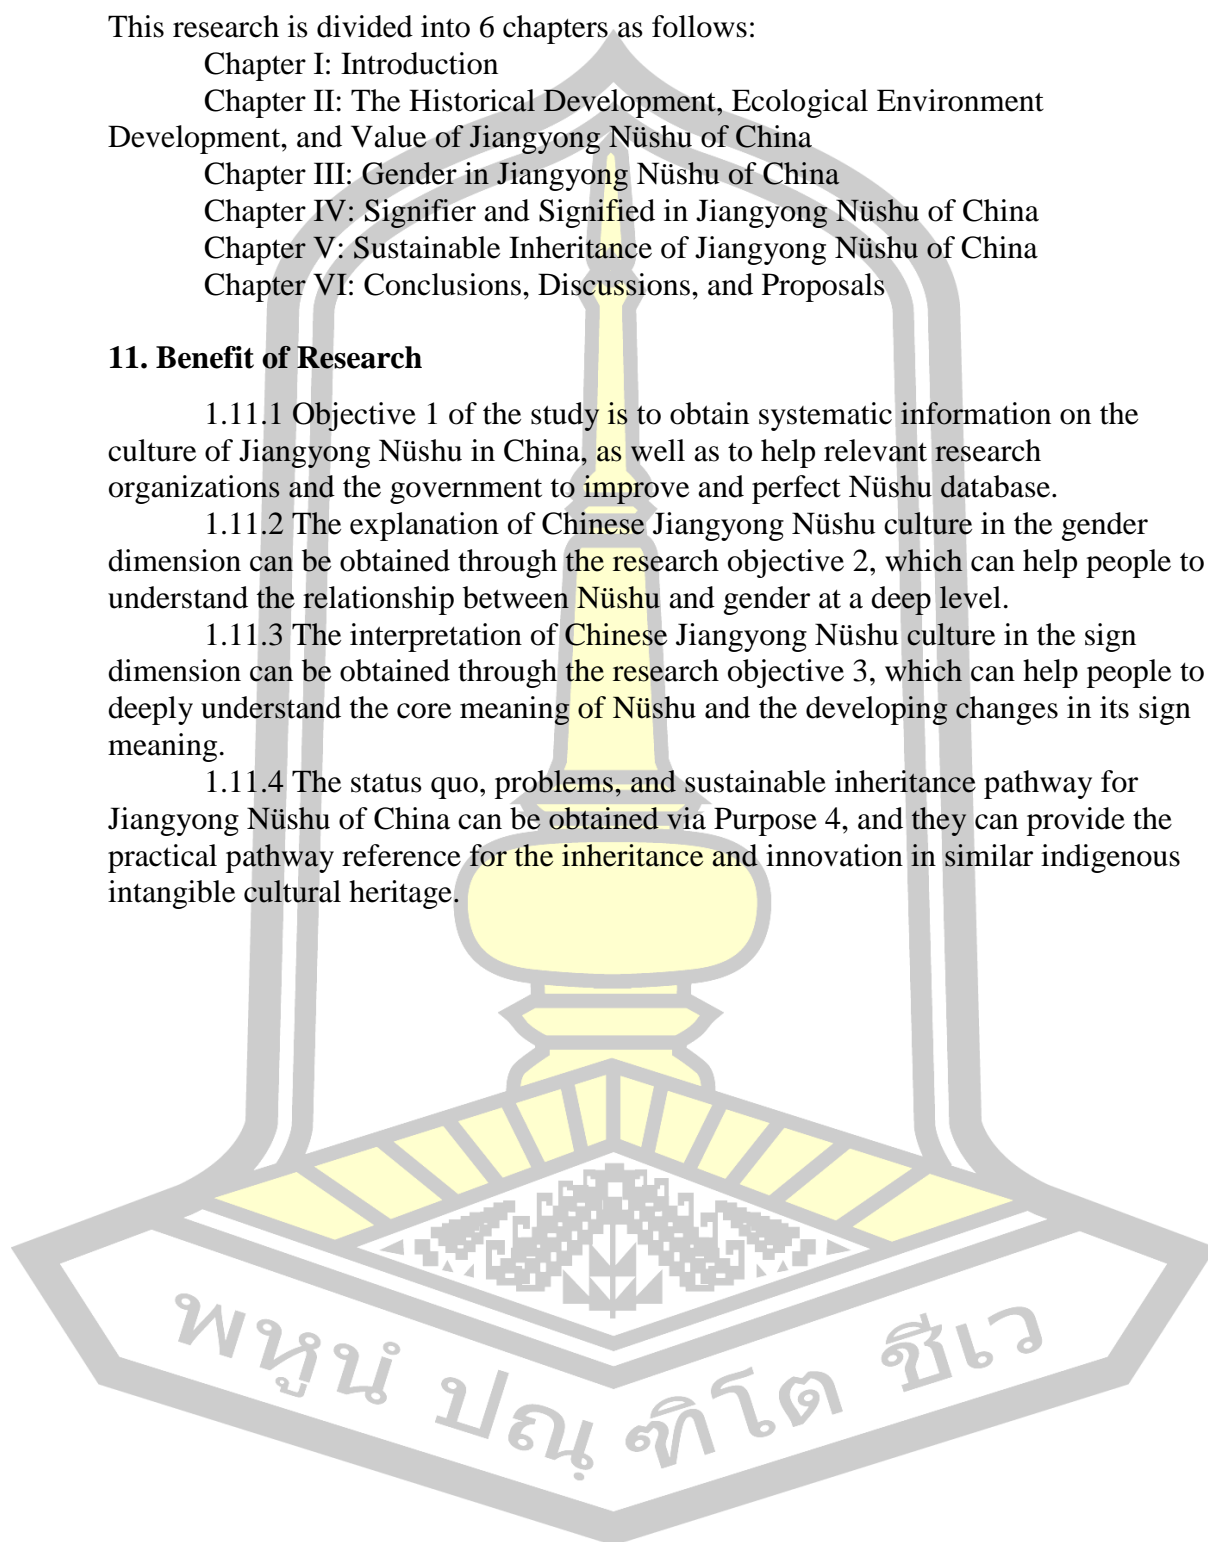 This research is divided into 6 chapters as follows:
Chapter I: Introduction
Chapter II: The Historical Development, Ecological Environment
Development, and Value of Jiangyong Nüshu of China
Chapter III: Gender in Jiangyong Nüshu of China
Chapter IV: Signifier and Signified in Jiangyong Nüshu of China
Chapter V: Sustainable Inheritance of Jiangyong Nüshu of China
Chapter VI: Conclusions, Discussions, and Proposals
11. Benefit of Research
1.11.1 Objective 1 of the study is to obtain systematic information on the
culture of Jiangyong Nüshu in China, as well as to help relevant research
organizations and the government to improve and perfect Nüshu database.
1.11.2 The explanation of Chinese Jiangyong Nüshu culture in the gender
dimension can be obtained through the research objective 2, which can help people to
understand the relationship between Nüshu and gender at a deep level.
1.11.3 The interpretation of Chinese Jiangyong Nüshu culture in the sign
dimension can be obtained through the research objective 3, which can help people to
deeply understand the core meaning of Nüshu and the developing changes in its sign
meaning.
1.11.4 The status quo, problems, and sustainable inheritance pathway for
Jiangyong Nüshu of China can be obtained via Purpose 4, and they can provide the
practical pathway reference for the inheritance and innovation in similar indigenous
intangible cultural heritage.
พหูนํ ปณฺฑิโต ชีเว